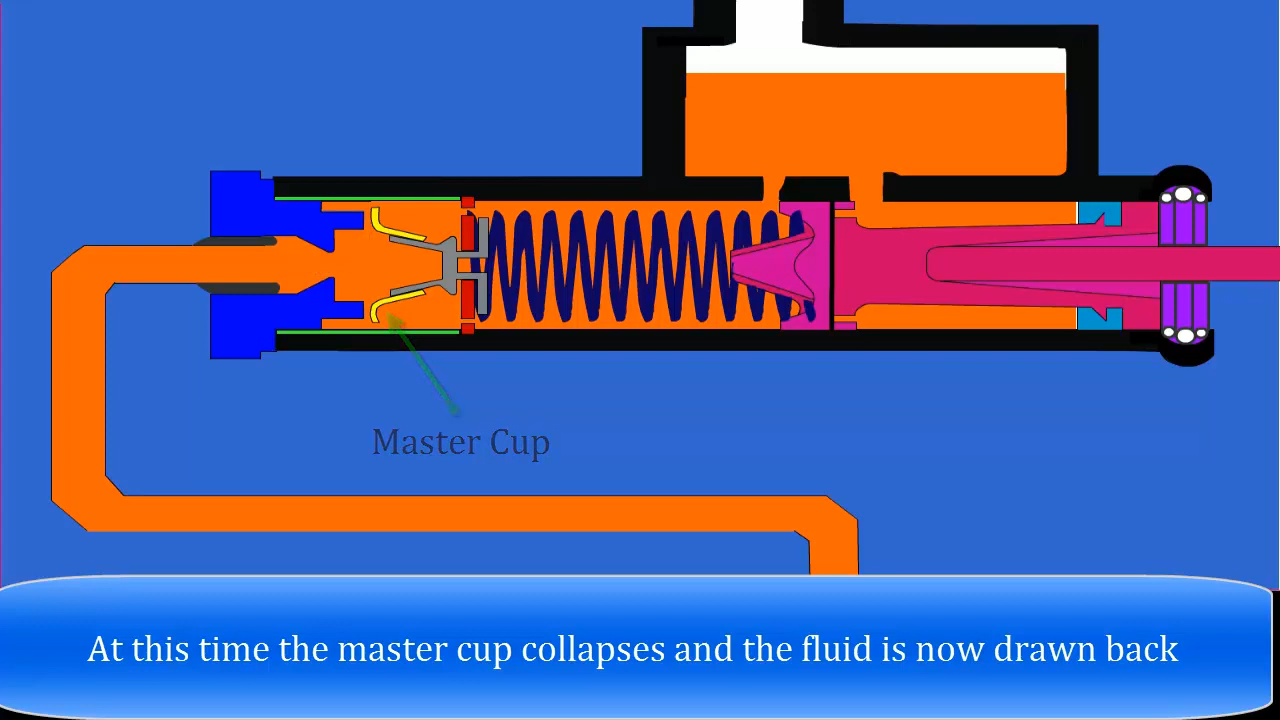 Master Cup
At this time the master cup collapses and the fluid is now drawn back